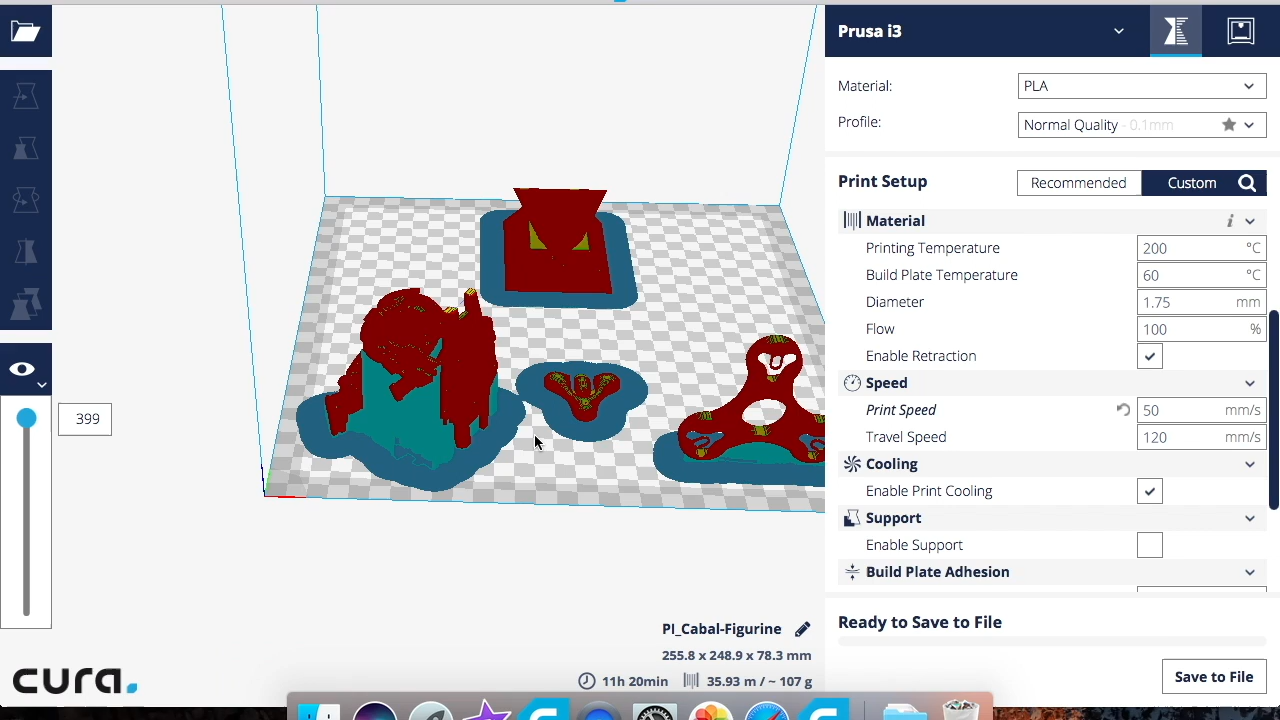 Prusa i3
Material:
PLA
Profile:
Normal Quality - 0.1mm
Print Setup
Recommended
Custom
Material
i
Printing Temperature
200 °C
Build Plate Temperature
60 °C
Diameter
1.75 mm
Flow
100 %
Enable Retraction
Speed
Print Speed
50 mm/s
Travel Speed
120 mm/s
Cooling
Enable Print Cooling
Support
Enable Support
Build Plate Adhesion
399
PI_Cabal-Figurine
255.8 x 248.9 x 78.3 mm
11h 20min
35.93 m / ~ 107 g
Ready to Save to File
Save to File
cura.